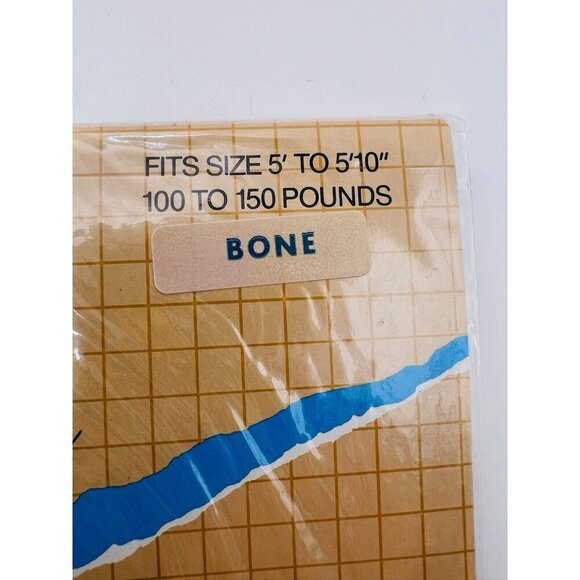 FITS SIZE 5' TO 5'10"
100 TO 150 POUNDS
BONE